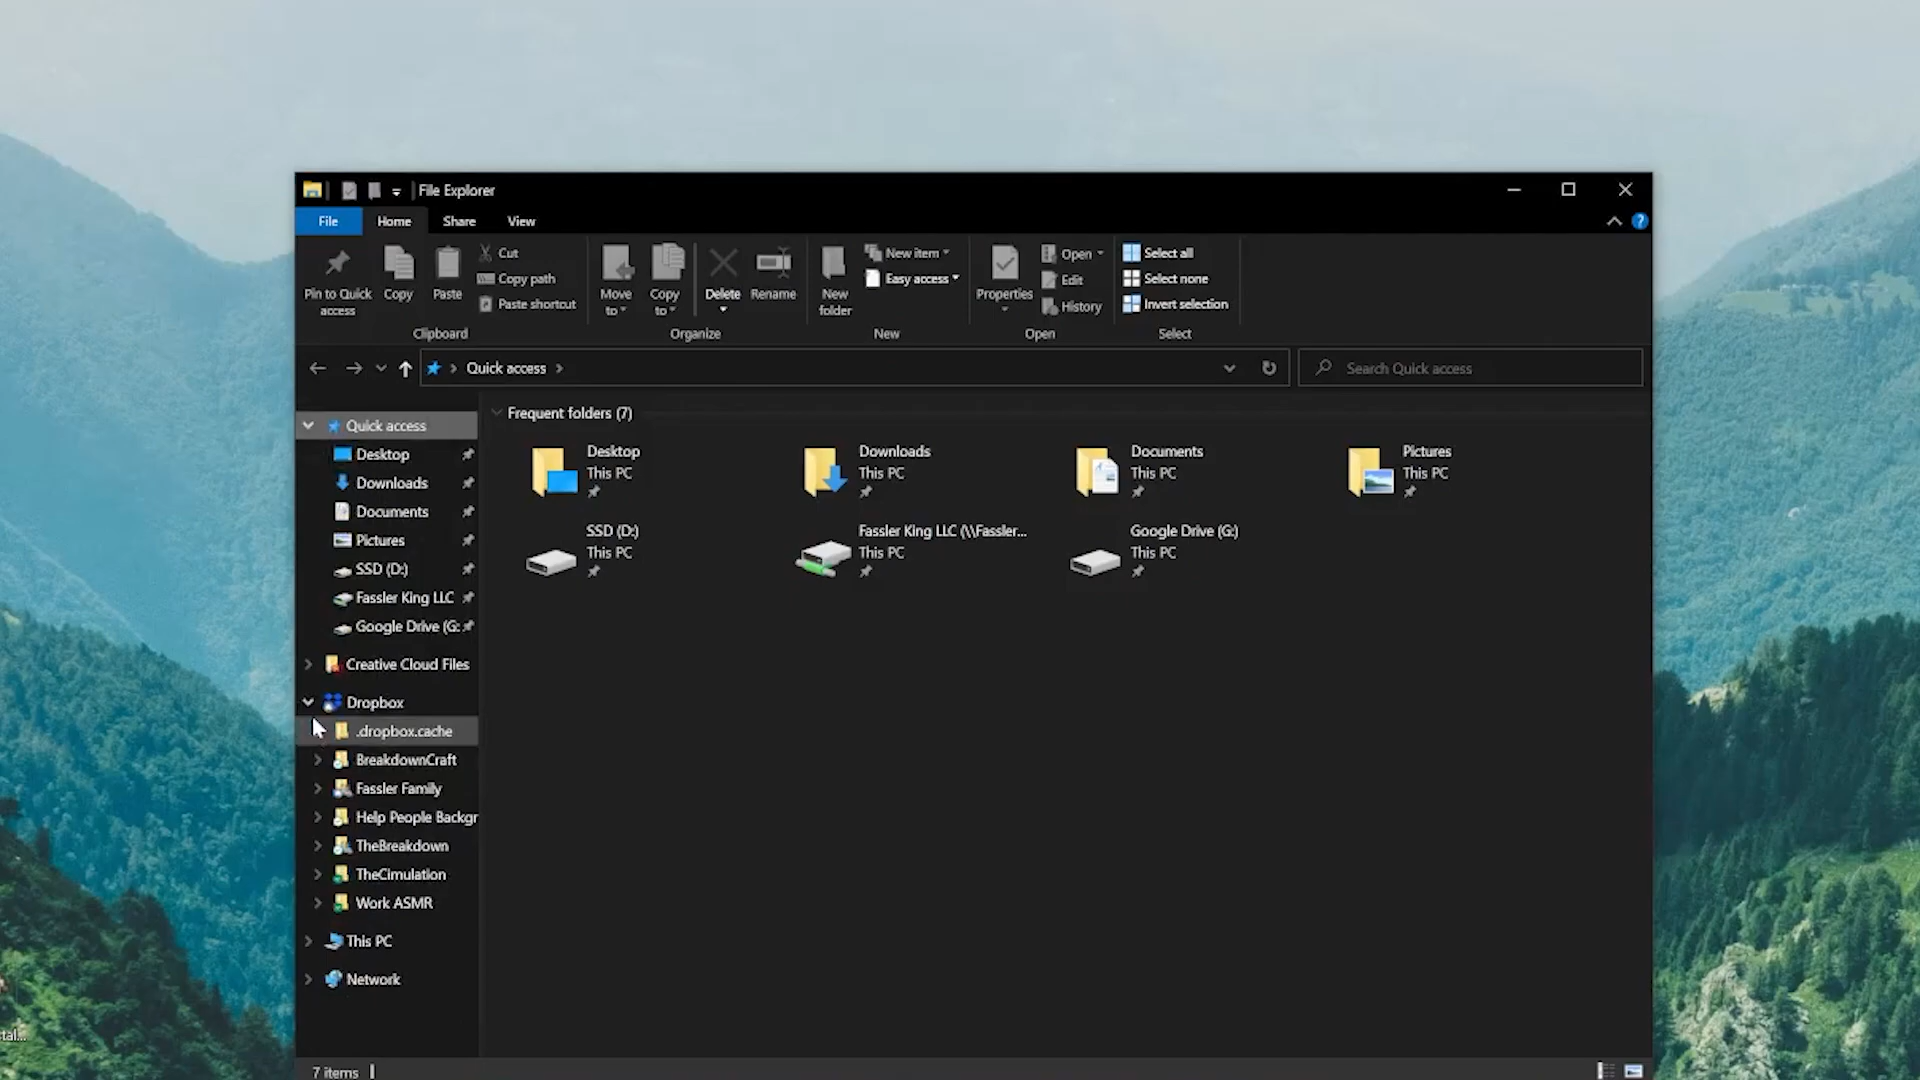 File Explorer
File Home Share View
Pin to Quick access
Copy
Paste
Cut
Copy path
Paste shortcut
Clipboard
Move to
Copy to
Delete
Rename
Organize
New folder
New item
Easy access
New
Properties
Open
Edit
History
Open
Select all
Select none
Invert selection
Select
Quick access
Search Quick access
Quick access
Desktop
Downloads
Documents
Pictures
SSD (D:)
Fassler King LLC
Google Drive (G:
Creative Cloud Files
Dropbox
.dropbox.cache
BreakdownCraft
Fassler Family
Help People Backgr
TheBreakdown
TheCimulation
Work ASMR
This PC
Network
Frequent folders (7)
Desktop
This PC
Downloads
This PC
Documents
This PC
Pictures
This PC
SSD (D:)
This PC
Fassler King LLC (\\Fassler...
This PC
Google Drive (G:)
This PC
7 items